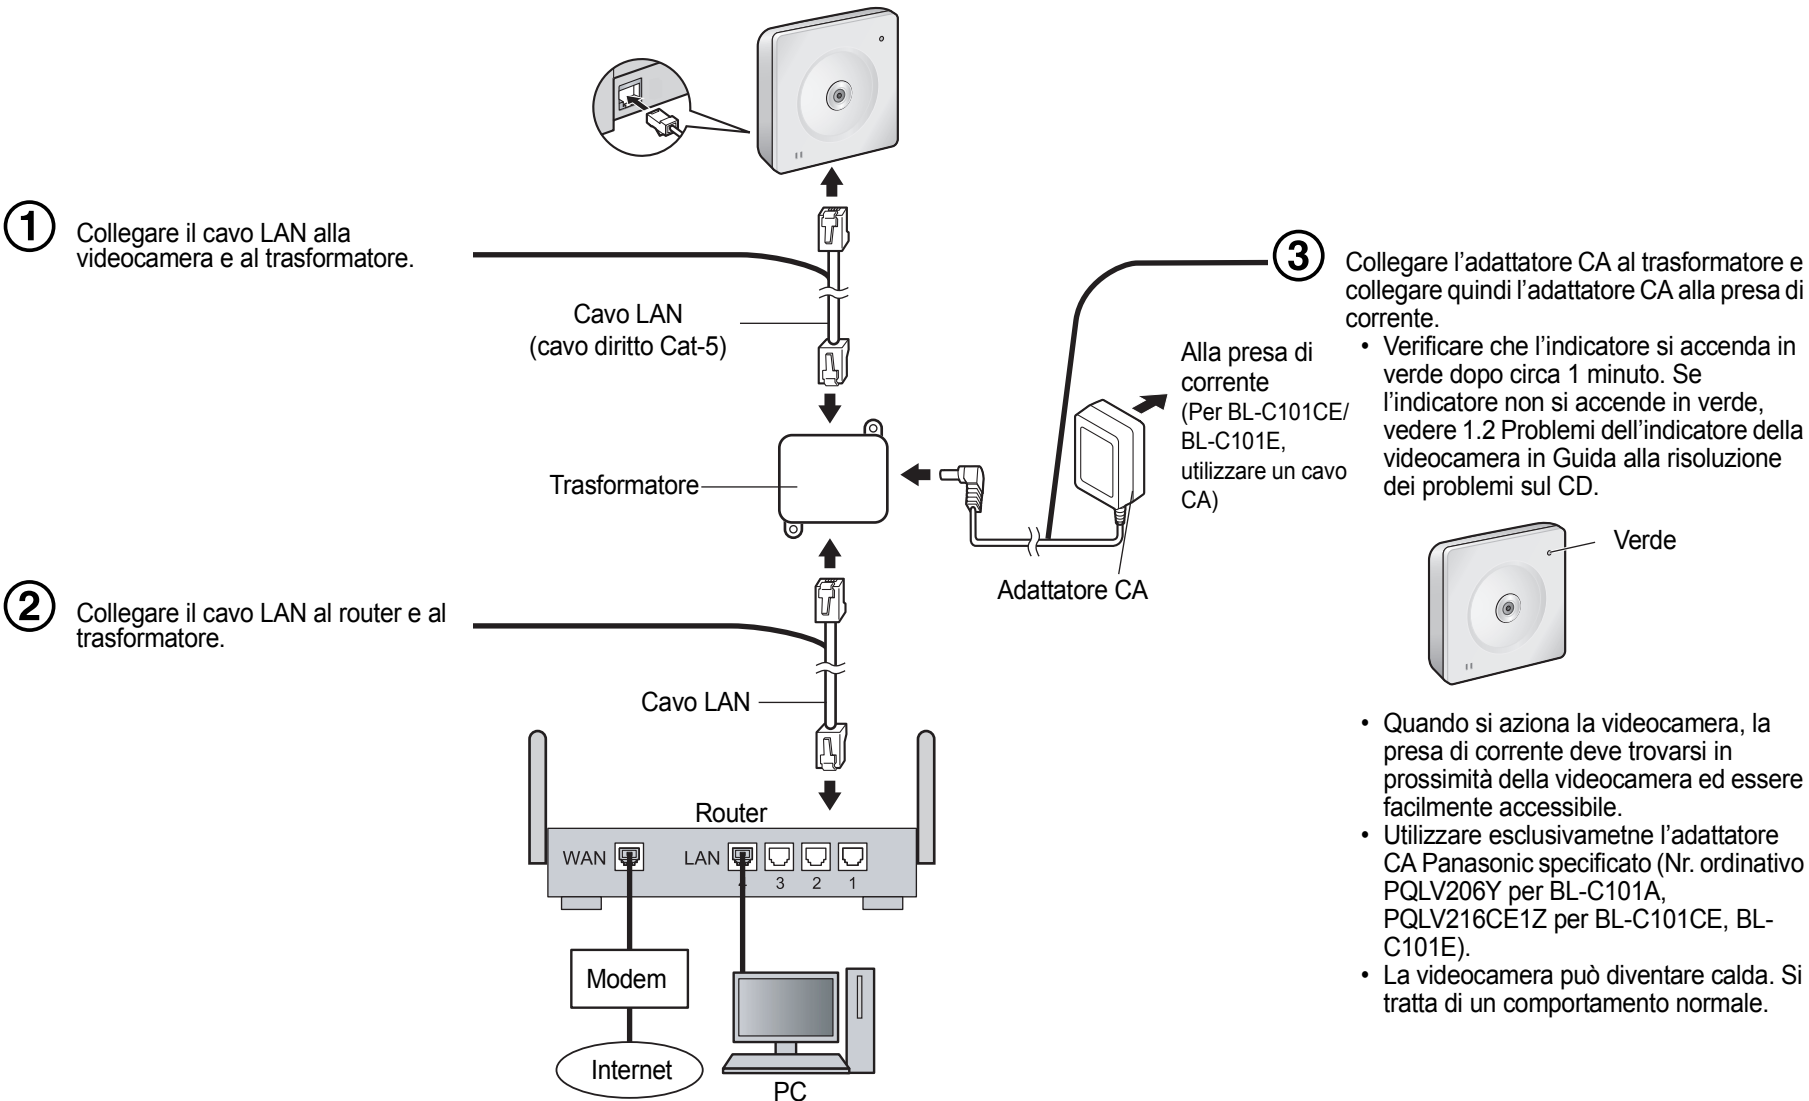 1
Collegare il cavo LAN alla
videocamera e al trasformatore.
Cavo LAN
(cavo diritto Cat-5)
Trasformatore
2
Collegare il cavo LAN al router e al
trasformatore.
Cavo LAN
Router
WAN
LAN
4
3
2
1
Modem
Internet
PC
Alla presa di
corrente
(Per BL-C101CE/
BL-C101E,
utilizzare un cavo
CA)
Adattatore CA
3
Collegare l’adattatore CA al trasformatore e
collegare quindi l’adattatore CA alla presa di
corrente.
• Verificare che l’indicatore si accenda in
verde dopo circa 1 minuto. Se
l’indicatore non si accende in verde,
vedere 1.2 Problemi dell’indicatore della
videocamera in Guida alla risoluzione
dei problemi sul CD.
Verde
• Quando si aziona la videocamera, la
presa di corrente deve trovarsi in
prossimità della videocamera ed essere
facilmente accessibile.
• Utilizzare esclusivametne l’adattatore
CA Panasonic specificato (Nr. ordinativo
PQLV206Y per BL-C101A,
PQLV216CE1Z per BL-C101CE, BL-
C101E).
• La videocamera può diventare calda. Si
tratta di un comportamento normale.